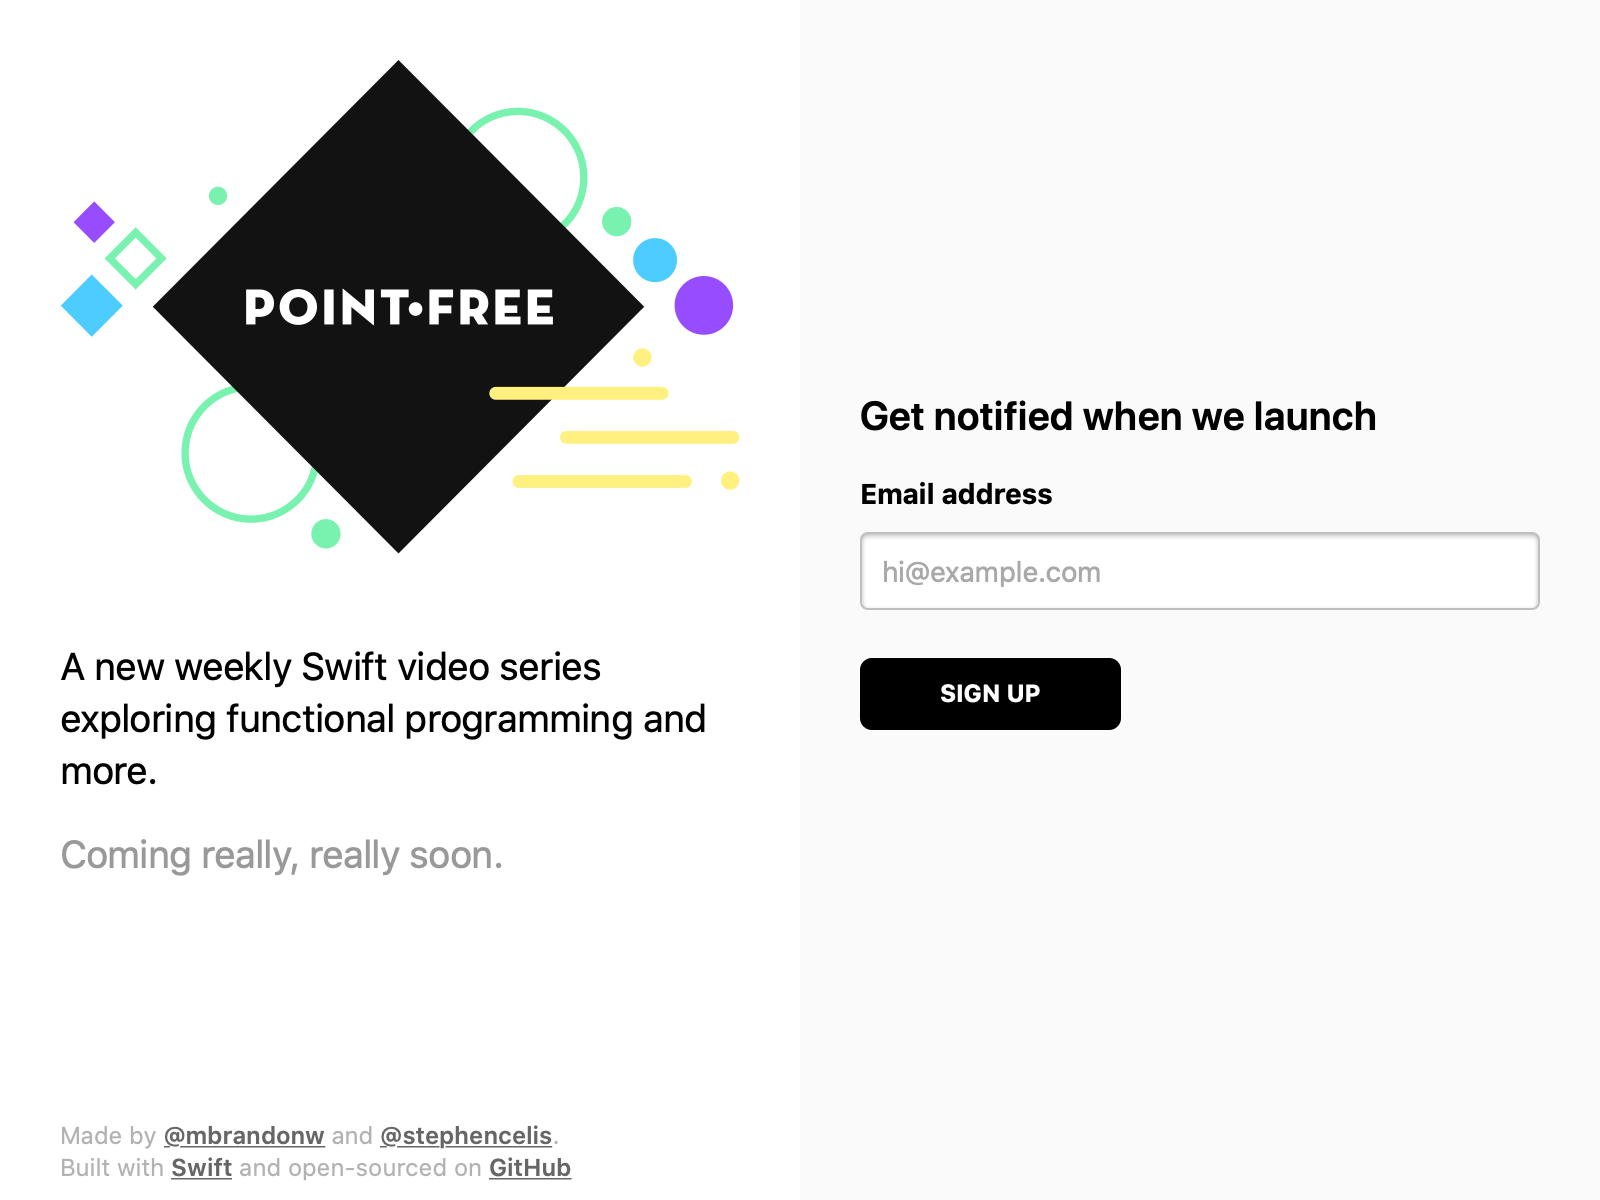 POINT•FREE
A new weekly Swift video series
exploring functional programming and
more.
Coming really, really soon.
Made by @mbrandonw and @stephencelis.
Built with Swift and open-sourced on GitHub
Get notified when we launch
Email address
hi@example.com
SIGN UP